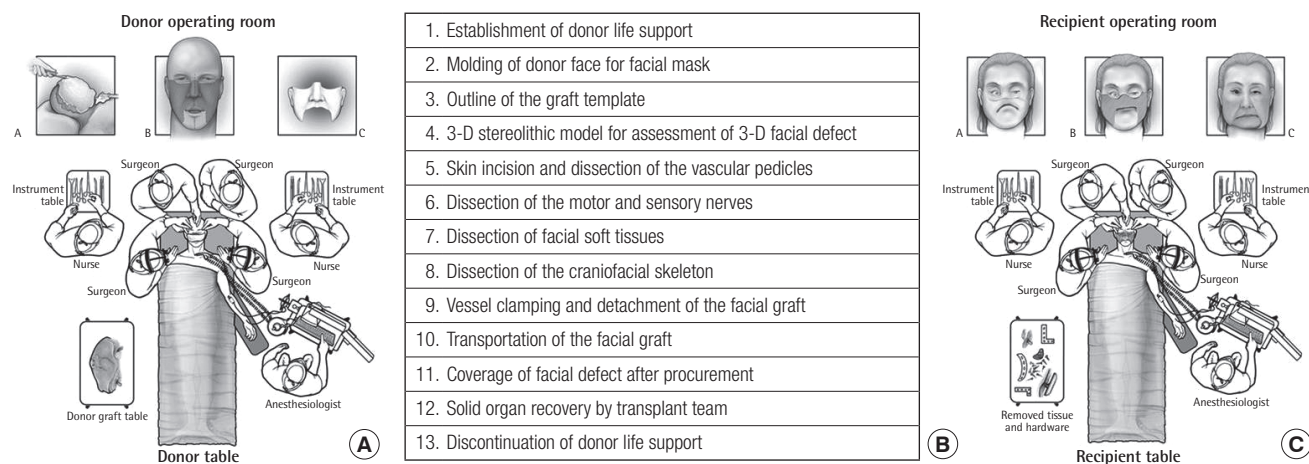 Donor operating room
A
B
C
Surgeon
Surgeon
Instrument
table
Instrument
table
Nurse
Nurse
Surgeon
Surgeon
Donor graft table
Anesthesiologist
Donor table
A
1. Establishment of donor life support
2. Molding of donor face for facial mask
3. Outline of the graft template
4. 3-D stereolithic model for assessment of 3-D facial defect
5. Skin incision and dissection of the vascular pedicles
6. Dissection of the motor and sensory nerves
7. Dissection of facial soft tissues
8. Dissection of the craniofacial skeleton
9. Vessel clamping and detachment of the facial graft
10. Transportation of the facial graft
11. Coverage of facial defect after procurement
12. Solid organ recovery by transplant team
13. Discontinuation of donor life support
B
Recipient operating room
A
B
C
Surgeon
Surgeon
Instrument
table
Instrumen
table
Nurse
Nurse
Surgeon
Surgeon
Removed tissue
and hardware
Anesthesiologist
Recipient table
C